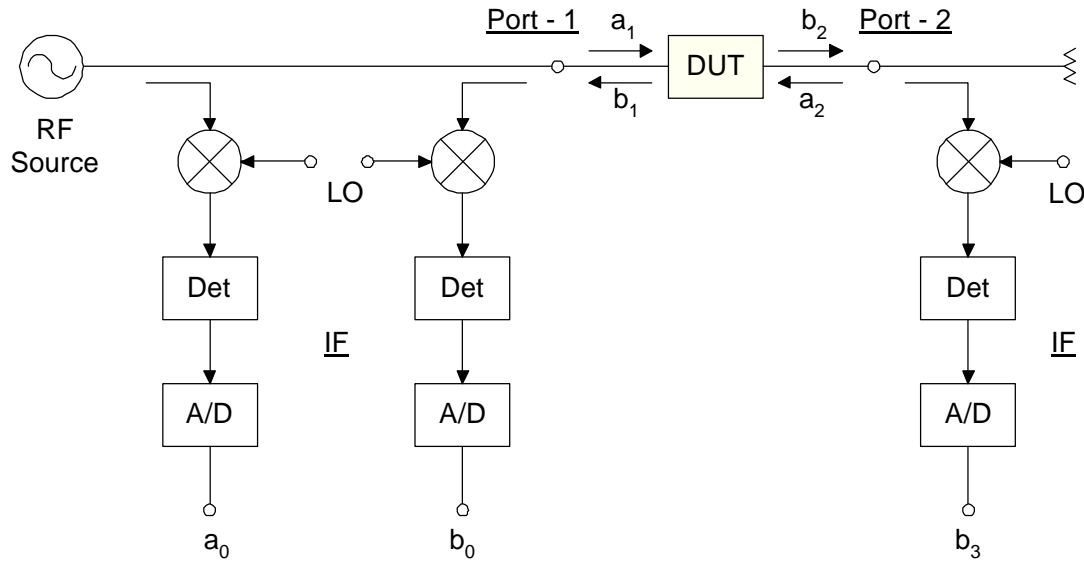 Port - 1
a₁
b₂
Port - 2
DUT
b₁
a₂
RF
Source
LO
LO
Det
Det
Det
IF
IF
A/D
A/D
A/D
a₀
b₀
b₃